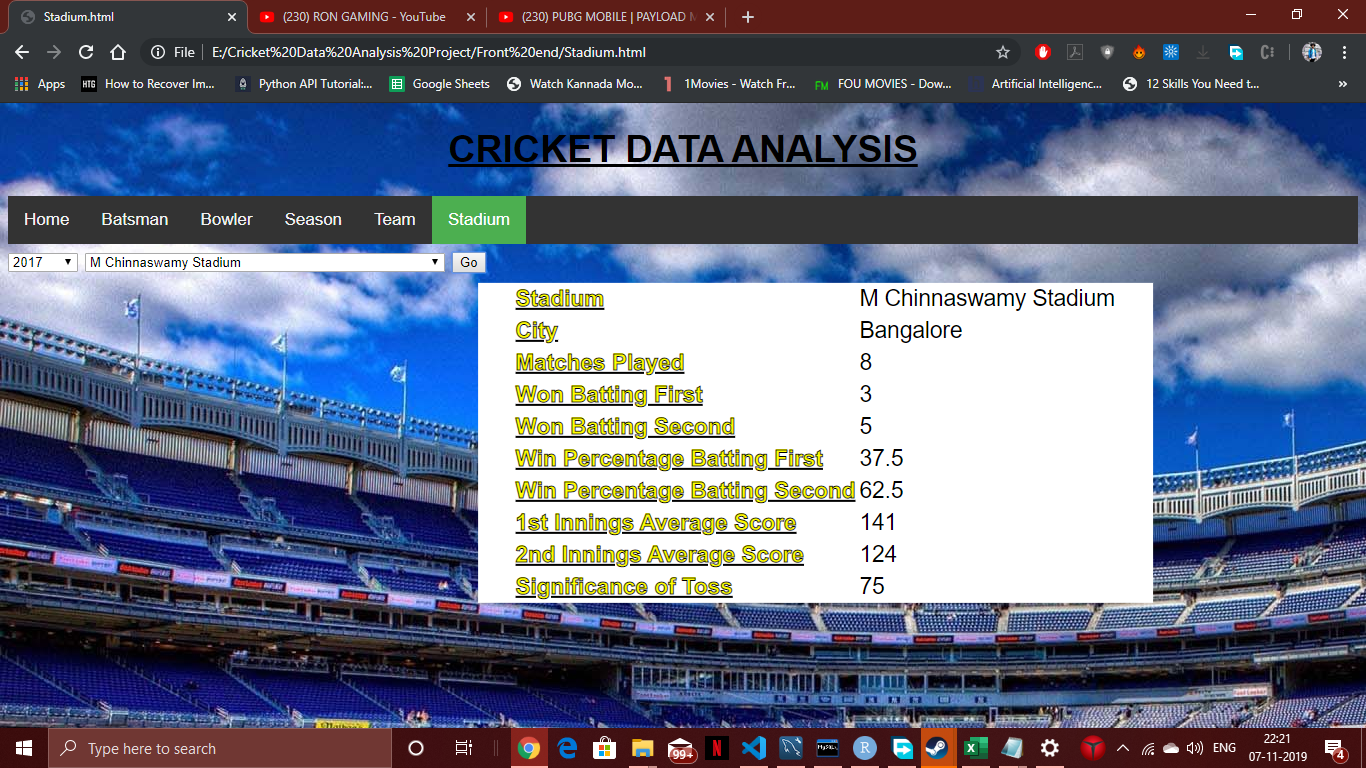 Stadium.html
(230) RON GAMING - YouTube
(230) PUBG MOBILE | PAYLOAD M
File
E:/Cricket%20Data%20Analysis%20Project/Front%20end/Stadium.html
Apps
HTG
How to Recover Im...
Python API Tutorial:...
Google Sheets
Watch Kannada Mo...
1Movies - Watch Fr...
FM
FOU MOVIES - Dow...
Artificial Intelligenc...
12 Skills You Need t...
»
CRICKET DATA ANALYSIS
Home Batsman Bowler Season Team Stadium
2017 M Chinnaswamy Stadium Go
Stadium M Chinnaswamy Stadium
City Bangalore
Matches Played 8
Won Batting First 3
Won Batting Second 5
Win Percentage Batting First 37.5
Win Percentage Batting Second 62.5
1st Innings Average Score 141
2nd Innings Average Score 124
Significance of Toss 75
Type here to search
99+
ENG
22:21
07-11-2019
4